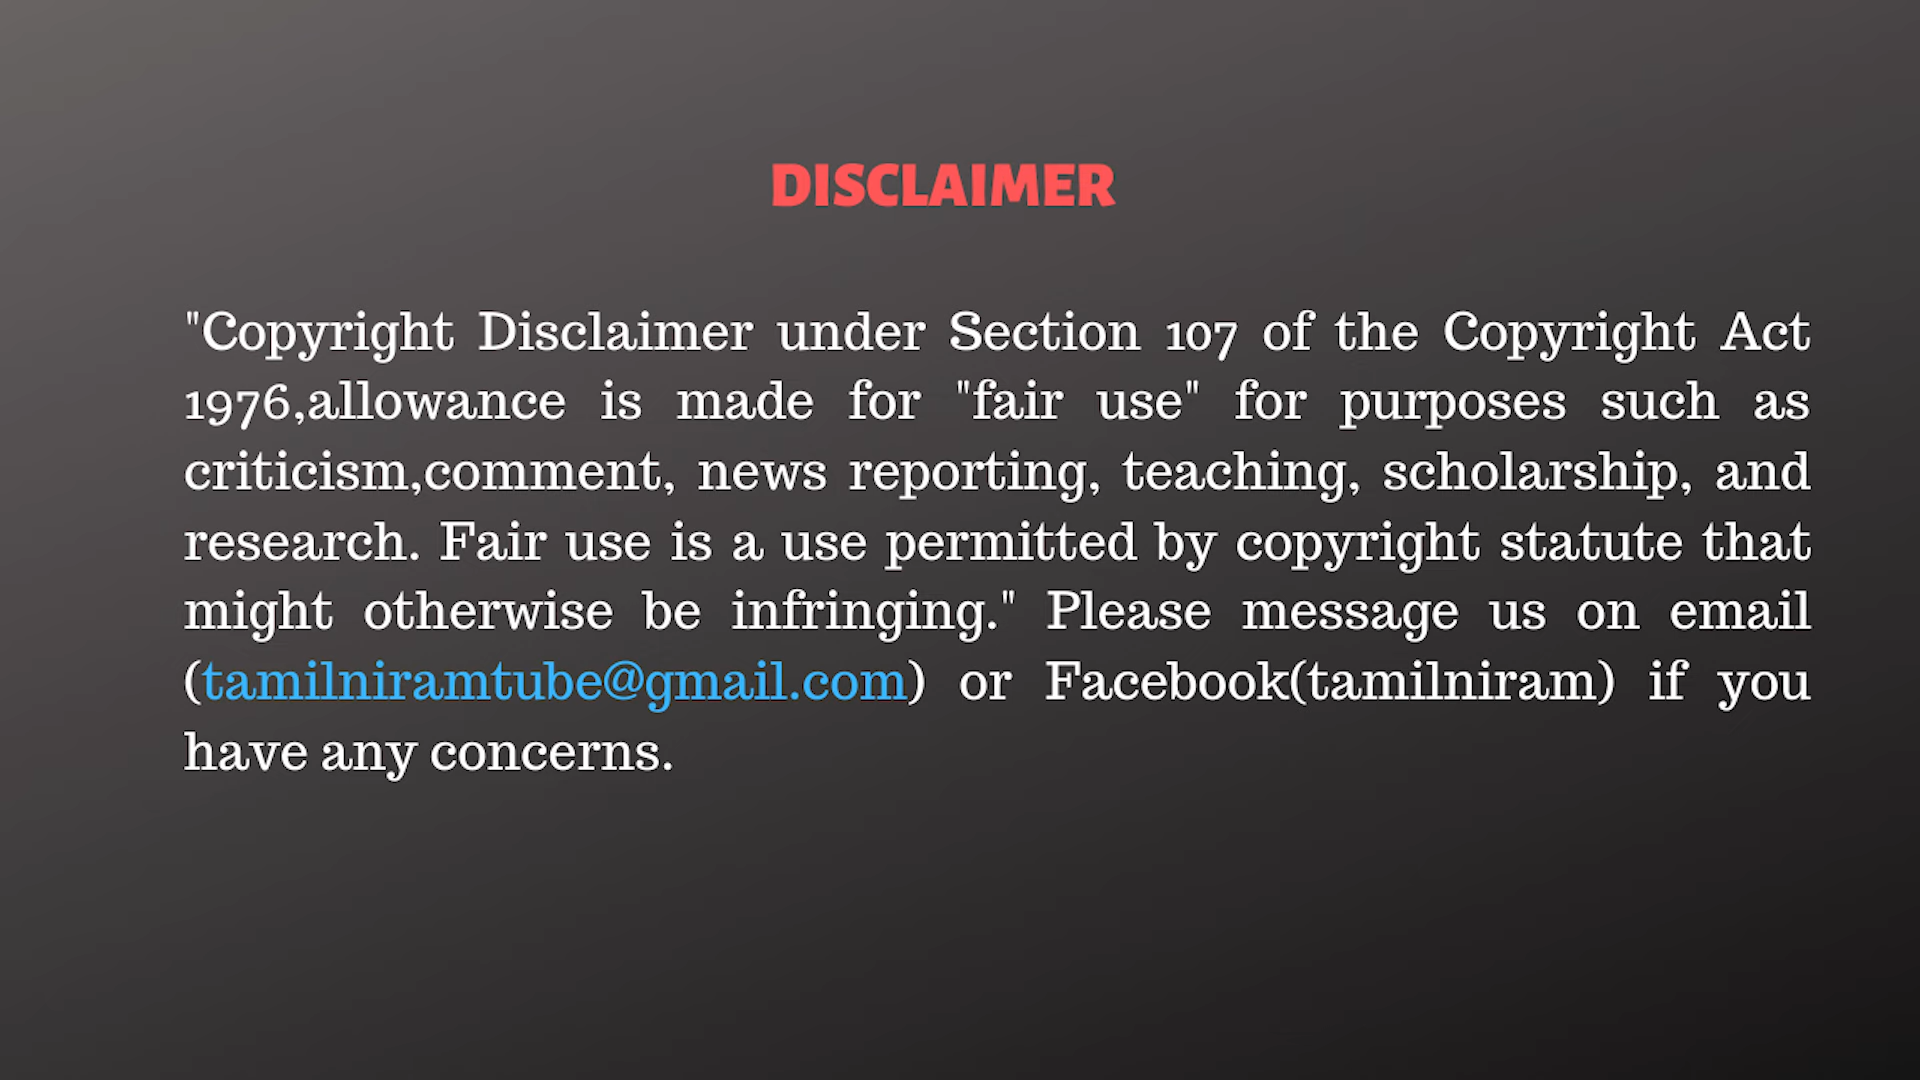 DISCLAIMER
"Copyright Disclaimer under Section 107 of the Copyright Act
1976,allowance is made for "fair use" for purposes such as
criticism,comment, news reporting, teaching, scholarship, and
research. Fair use is a use permitted by copyright statute that
might otherwise be infringing." Please message us on email
(tamilniramtube@gmail.com) or Facebook(tamilniram) if you
have any concerns.